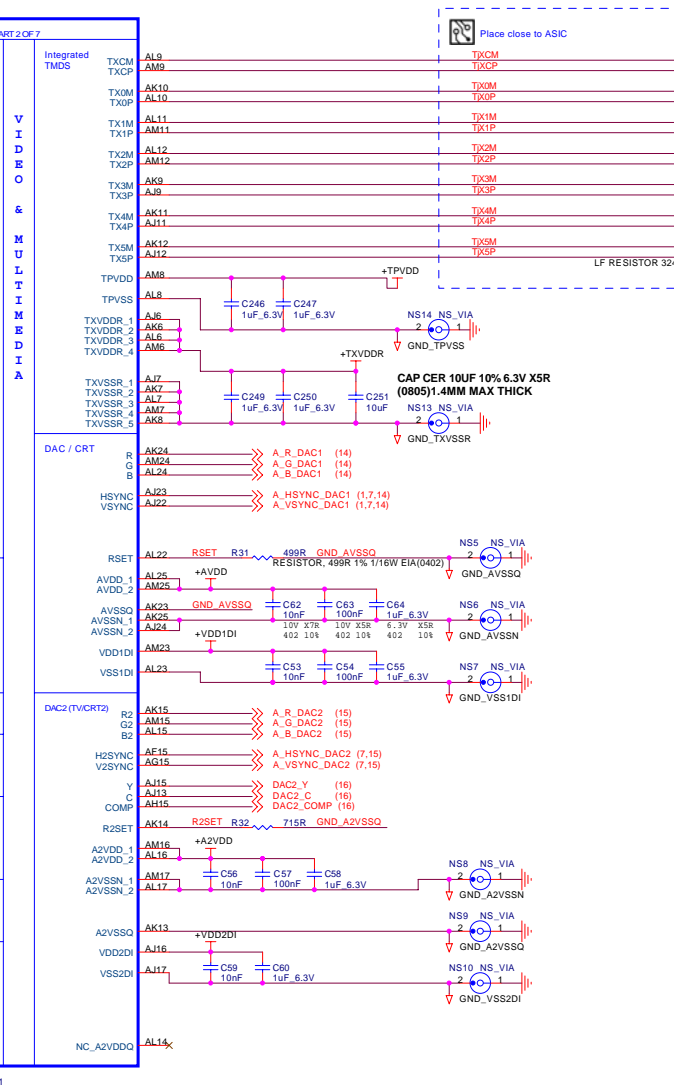 ART 2 OF 7
Place close to ASIC
VIDEO & MULTIMEDIA
Integrated
TMDS
TXCM AL9 TjXCM
TXCP AM9 TjXCP
TX0M AK10 TjX0M
TX0P AL10 TjX0P
TX1M AL11 TjX1M
TX1P AM11 TjX1P
TX2M AL12 TjX2M
TX2P AM12 TjX2P
TX3M AK9 TjX3M
TX3P AJ9 TjX3P
TX4M AK11 TjX4M
TX4P AJ11 TjX4P
TX5M AK12 TjX5M
TX5P AJ12 TjX5P
LF RESISTOR 324
TPVDD AM8 +TPVDD
TPVSS AL8
C246 C247
1uF_6.3V 1uF_6.3V
NS14 NS_VIA
2 1
GND_TPVSS
TXVDDR_1 AJ6
TXVDDR_2 AK6
TXVDDR_3 AL6
TXVDDR_4 AM6
+TXVDDR
TXVSSR_1 AJ7
TXVSSR_2 AK7
TXVSSR_3 AL7
TXVSSR_4 AM7
TXVSSR_5 AK8
C249 C250 C251
1uF_6.3V 1uF_6.3V 10uF
CAP CER 10UF 10% 6.3V X5R
(0805)1.4MM MAX THICK
NS13 NS_VIA
2 1
GND_TXVSSR
DAC / CRT
R AK24 A_R_DAC1 (14)
G AM24 A_G_DAC1 (14)
B AL24 A_B_DAC1 (14)
HSYNC AJ23 A_HSYNC_DAC1 (1,7,14)
VSYNC AJ22 A_VSYNC_DAC1 (1,7,14)
RSET AL22 RSET R31 499R GND_AVSSQ
RESISTOR, 499R 1% 1/16W EIA(0402)
NS5 NS_VIA
2 1
GND_AVSSQ
AVDD_1 AL25 +AVDD
AVDD_2 AM25
AVSSQ AK23 GND_AVSSQ
AVSSN_1 AK25
AVSSN_2 AJ24
C62 C63 C64
10nF 100nF 1uF_6.3V
10V X7R 10V X5R 6.3V X5R
402 10% 402 10% 402 10%
NS6 NS_VIA
2 1
GND_AVSSN
+VDD1DI
VDD1DI AM23
VSS1DI AL23
C53 C54 C55
10nF 100nF 1uF_6.3V
NS7 NS_VIA
2 1
GND_VSS1DI
DAC2 (TV/CRT2)
R2 AK15 A_R_DAC2 (15)
G2 AM15 A_G_DAC2 (15)
B2 AL15 A_B_DAC2 (15)
H2SYNC AF15 A_HSYNC_DAC2 (7,15)
V2SYNC AG15 A_VSYNC_DAC2 (7,15)
Y AJ15 DAC2_Y (16)
C AJ13 DAC2_C (16)
COMP AH15 DAC2_COMP (16)
R2SET AK14 R2SET R32 715R GND_A2VSSQ
A2VDD_1 AM16 +A2VDD
A2VDD_2 AL16
A2VSSN_1 AM17
A2VSSN_2 AL17
C56 C57 C58
10nF 100nF 1uF_6.3V
NS8 NS_VIA
2 1
GND_A2VSSN
A2VSSQ AK13
NS9 NS_VIA
2 1
GND_A2VSSQ
+VDD2DI
VDD2DI AJ16
VSS2DI AJ17
C59 C60
10nF 1uF_6.3V
NS10 NS_VIA
2 1
GND_VSS2DI
NC_A2VDDQ AL14
1